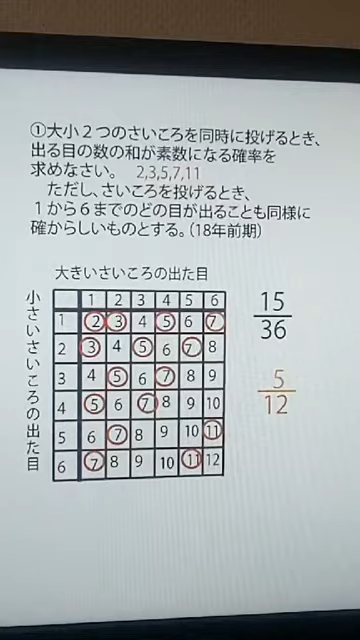 ①大小２つのさいころを同時に投げるとき、
出る目の数の和が素数になる確率を
求めなさい。 2,3,5,7,11
ただし、さいころを投げるとき、
１から６までのどの目が出ることも同様に
確からしいものとする。（18年前期）
大きいさいころの出た目
小さいさいころの出た目
1 2 3 4 5 6
1 2 3 4 5 6 7
2 3 4 5 6 7 8
3 4 5 6 7 8 9
4 5 6 7 8 9 10
5 6 7 8 9 10 11
6 7 8 9 10 11 12
15
36
5
12